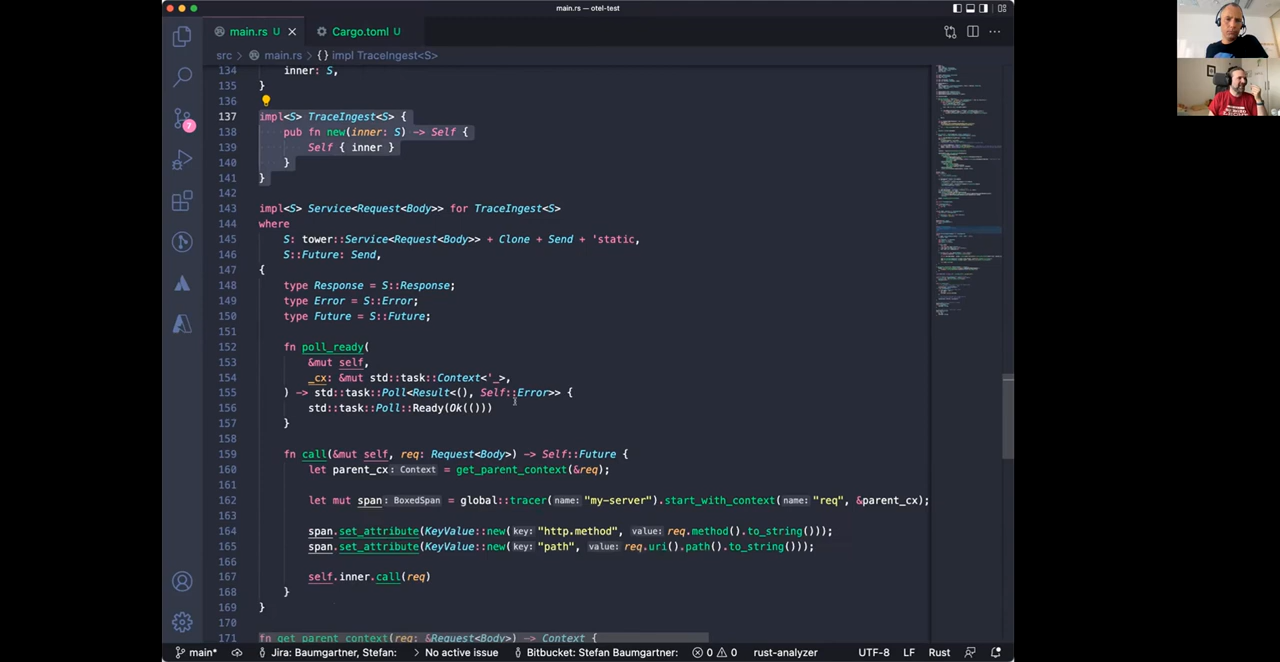 main.rs — otel-test
main.rs U
Cargo.toml U
src > main.rs > {} impl TraceIngest<S>
134 inner: S,
135 }
136
137 impl<S> TraceIngest<S> {
138 pub fn new(inner: S) -> Self {
139 Self { inner }
140 }
141 }
142
143 impl<S> Service<Request<Body>> for TraceIngest<S>
144 where
145 S: tower::Service<Request<Body>> + Clone + Send + 'static,
146 S::Future: Send,
147 {
148 type Response = S::Response;
149 type Error = S::Error;
150 type Future = S::Future;
151
152 fn poll_ready(
153 &mut self,
154 _cx: &mut std::task::Context<'_>,
155 ) -> std::task::Poll<Result<(), Self::Error>> {
156 std::task::Poll::Ready(Ok(()))
157 }
158
159 fn call(&mut self, req: Request<Body>) -> Self::Future {
160 let parent_cx: Context = get_parent_context(&req);
161
162 let mut span: BoxedSpan = global::tracer(name: "my-server").start_with_context(name: "req", &parent_cx);
163
164 span.set_attribute(KeyValue::new(key: "http.method", value: req.method().to_string()));
165 span.set_attribute(KeyValue::new(key: "path", value: req.uri().path().to_string()));
166
167 self.inner.call(req)
168 }
169 }
170
171 fn get_parent_context(req: &Request<Body>) -> Context {
7
main* Jira: Baumgartner, Stefan: > No active issue Bitbucket: Stefan Baumgartner: 0 0 rust-analyzer UTF-8 LF Rust